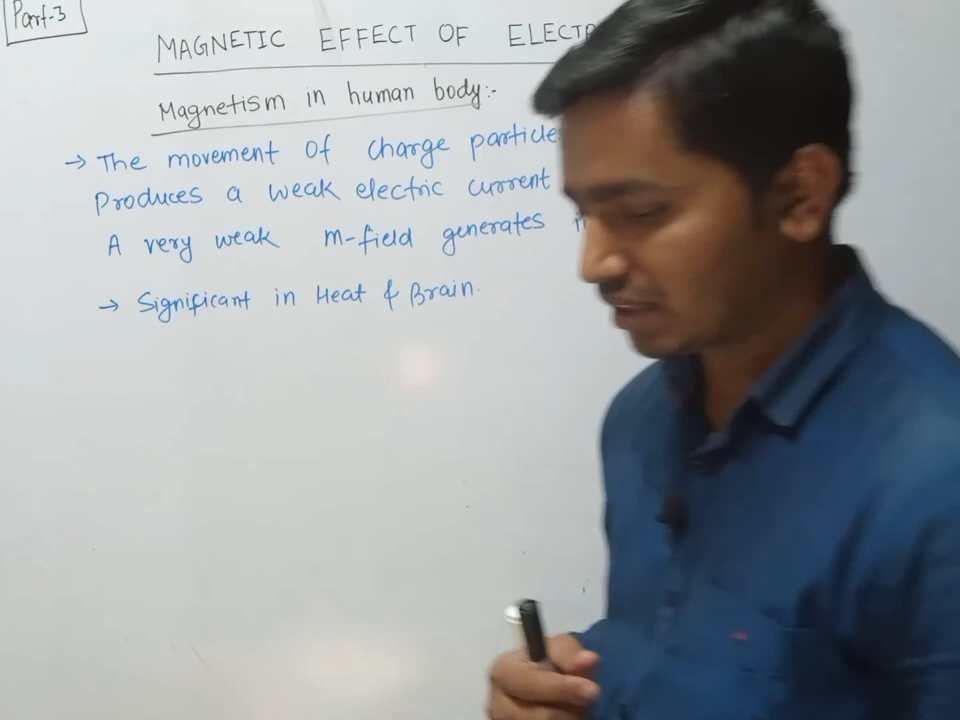 Part-3
MAGNETIC EFFECT OF ELECT
Magnetism in human body:-
→ The movement of charge particle
Produces a weak electric current
A very weak m-field generates
→ Significant in Heat & Brain.